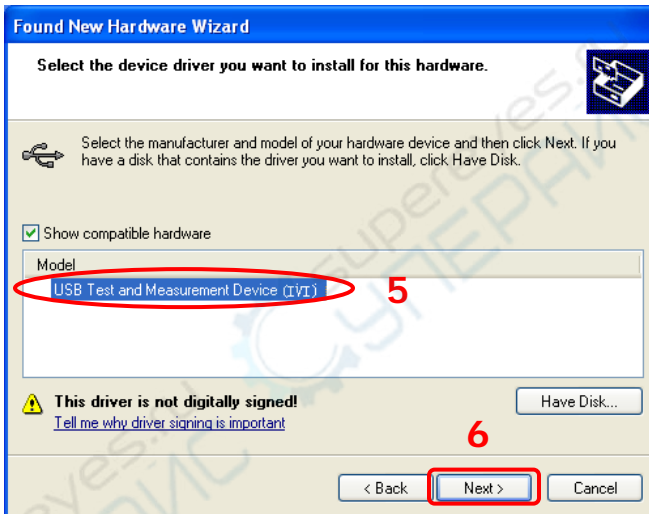 Found New Hardware Wizard
Select the device driver you want to install for this hardware.
Select the manufacturer and model of your hardware device and then click Next. If you
have a disk that contains the driver you want to install, click Have Disk.
Show compatible hardware
Model
USB Test and Measurement Device (IVI)
5
This driver is not digitally signed!
Tell me why driver signing is important
Have Disk...
6
< Back
Next >
Cancel